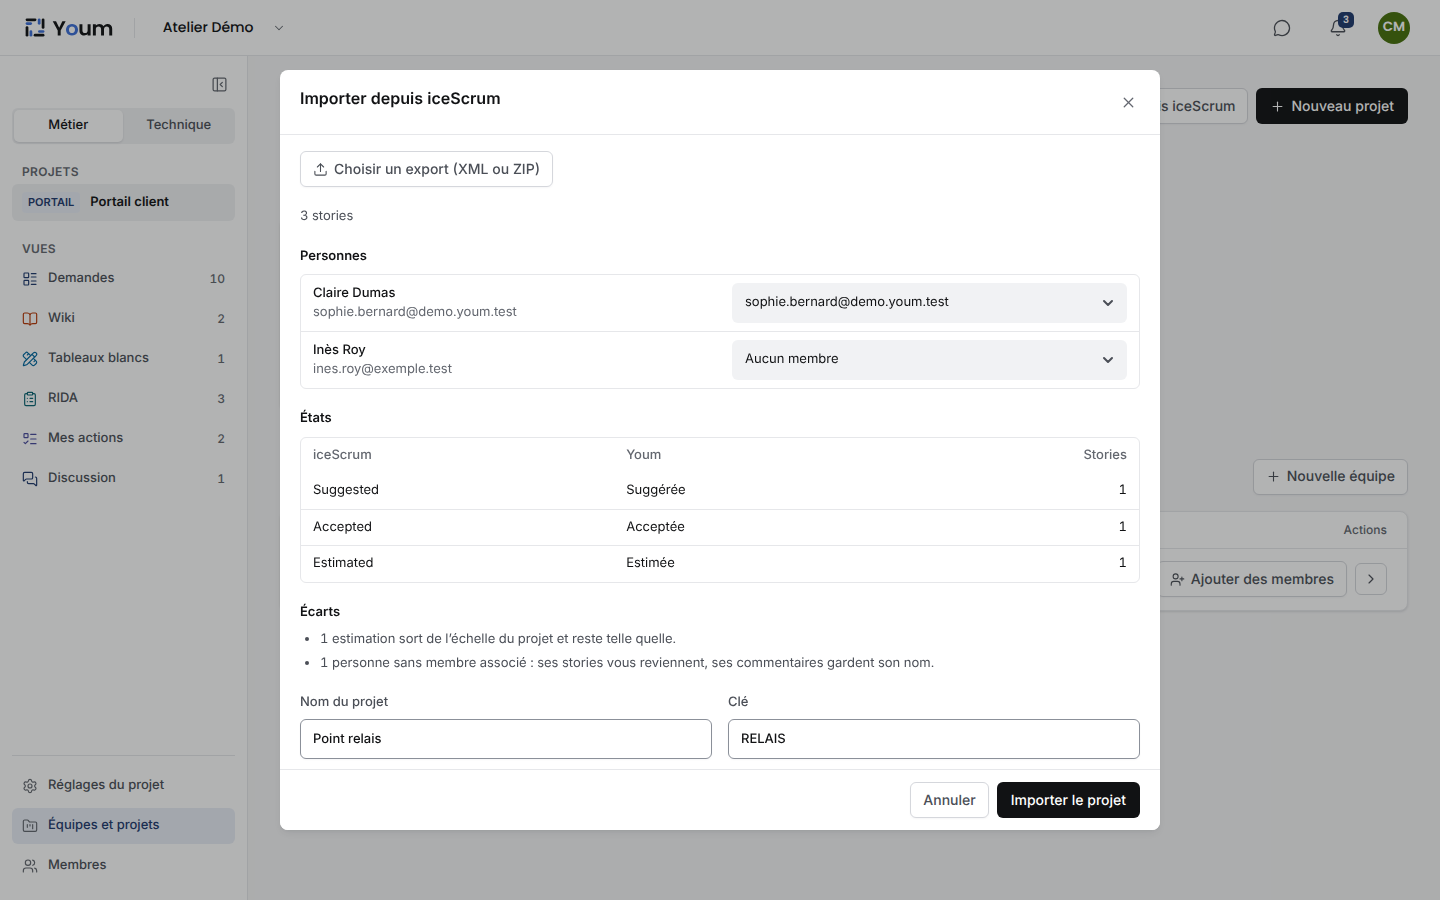 Youm
Atelier Démo
3
CM
Importer depuis iceScrum
s iceScrum
Nouveau projet
Métier
Technique
Choisir un export (XML ou ZIP)
PROJETS
PORTAIL
Portail client
3 stories
VUES
Demandes
10
Wiki
2
Tableaux blancs
1
RIDA
3
Mes actions
2
Discussion
1
Personnes
Claire Dumas
sophie.bernard@demo.youm.test
sophie.bernard@demo.youm.test
Inès Roy
ines.roy@exemple.test
Aucun membre
États
iceScrum
Youm
Stories
Suggested
Suggérée
1
Accepted
Acceptée
1
Estimated
Estimée
1
Nouvelle équipe
Actions
Ajouter des membres
Écarts
1 estimation sort de l’échelle du projet et reste telle quelle.
1 personne sans membre associé : ses stories vous reviennent, ses commentaires gardent son nom.
Nom du projet
Clé
Point relais
RELAIS
Annuler
Importer le projet
Réglages du projet
Équipes et projets
Membres